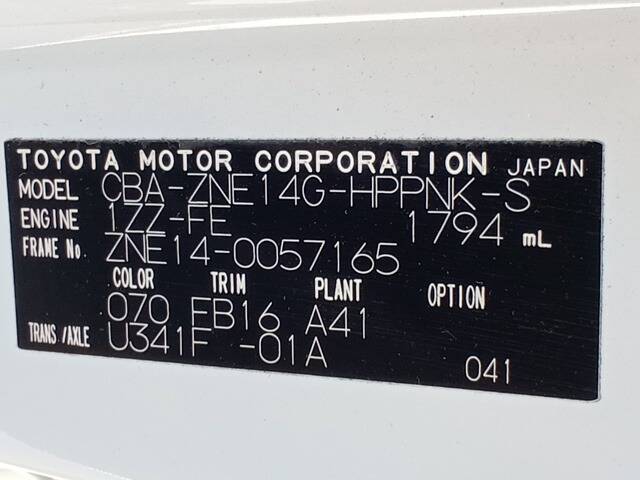 TOYOTA MOTOR CORPORATION JAPAN
MODEL CBA-ZNE14G-HPPNK-S
ENGINE 1ZZ-FE 1794 mL
FRAME No. ZNE14-0057165
COLOR TRIM PLANT OPTION
070 FB16 A41
TRANS./AXLE U341F -01A
041